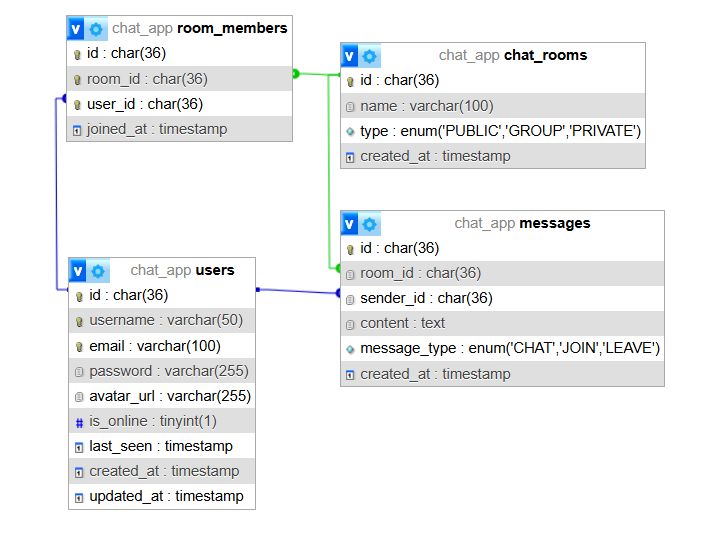 v chat_app room_members
id : char(36)
room_id : char(36)
user_id : char(36)
joined_at : timestamp
v chat_app chat_rooms
id : char(36)
name : varchar(100)
type : enum('PUBLIC','GROUP','PRIVATE')
created_at : timestamp
v chat_app messages
id : char(36)
room_id : char(36)
sender_id : char(36)
content : text
message_type : enum('CHAT','JOIN','LEAVE')
created_at : timestamp
v chat_app users
id : char(36)
username : varchar(50)
email : varchar(100)
password : varchar(255)
avatar_url : varchar(255)
# is_online : tinyint(1)
last_seen : timestamp
created_at : timestamp
updated_at : timestamp